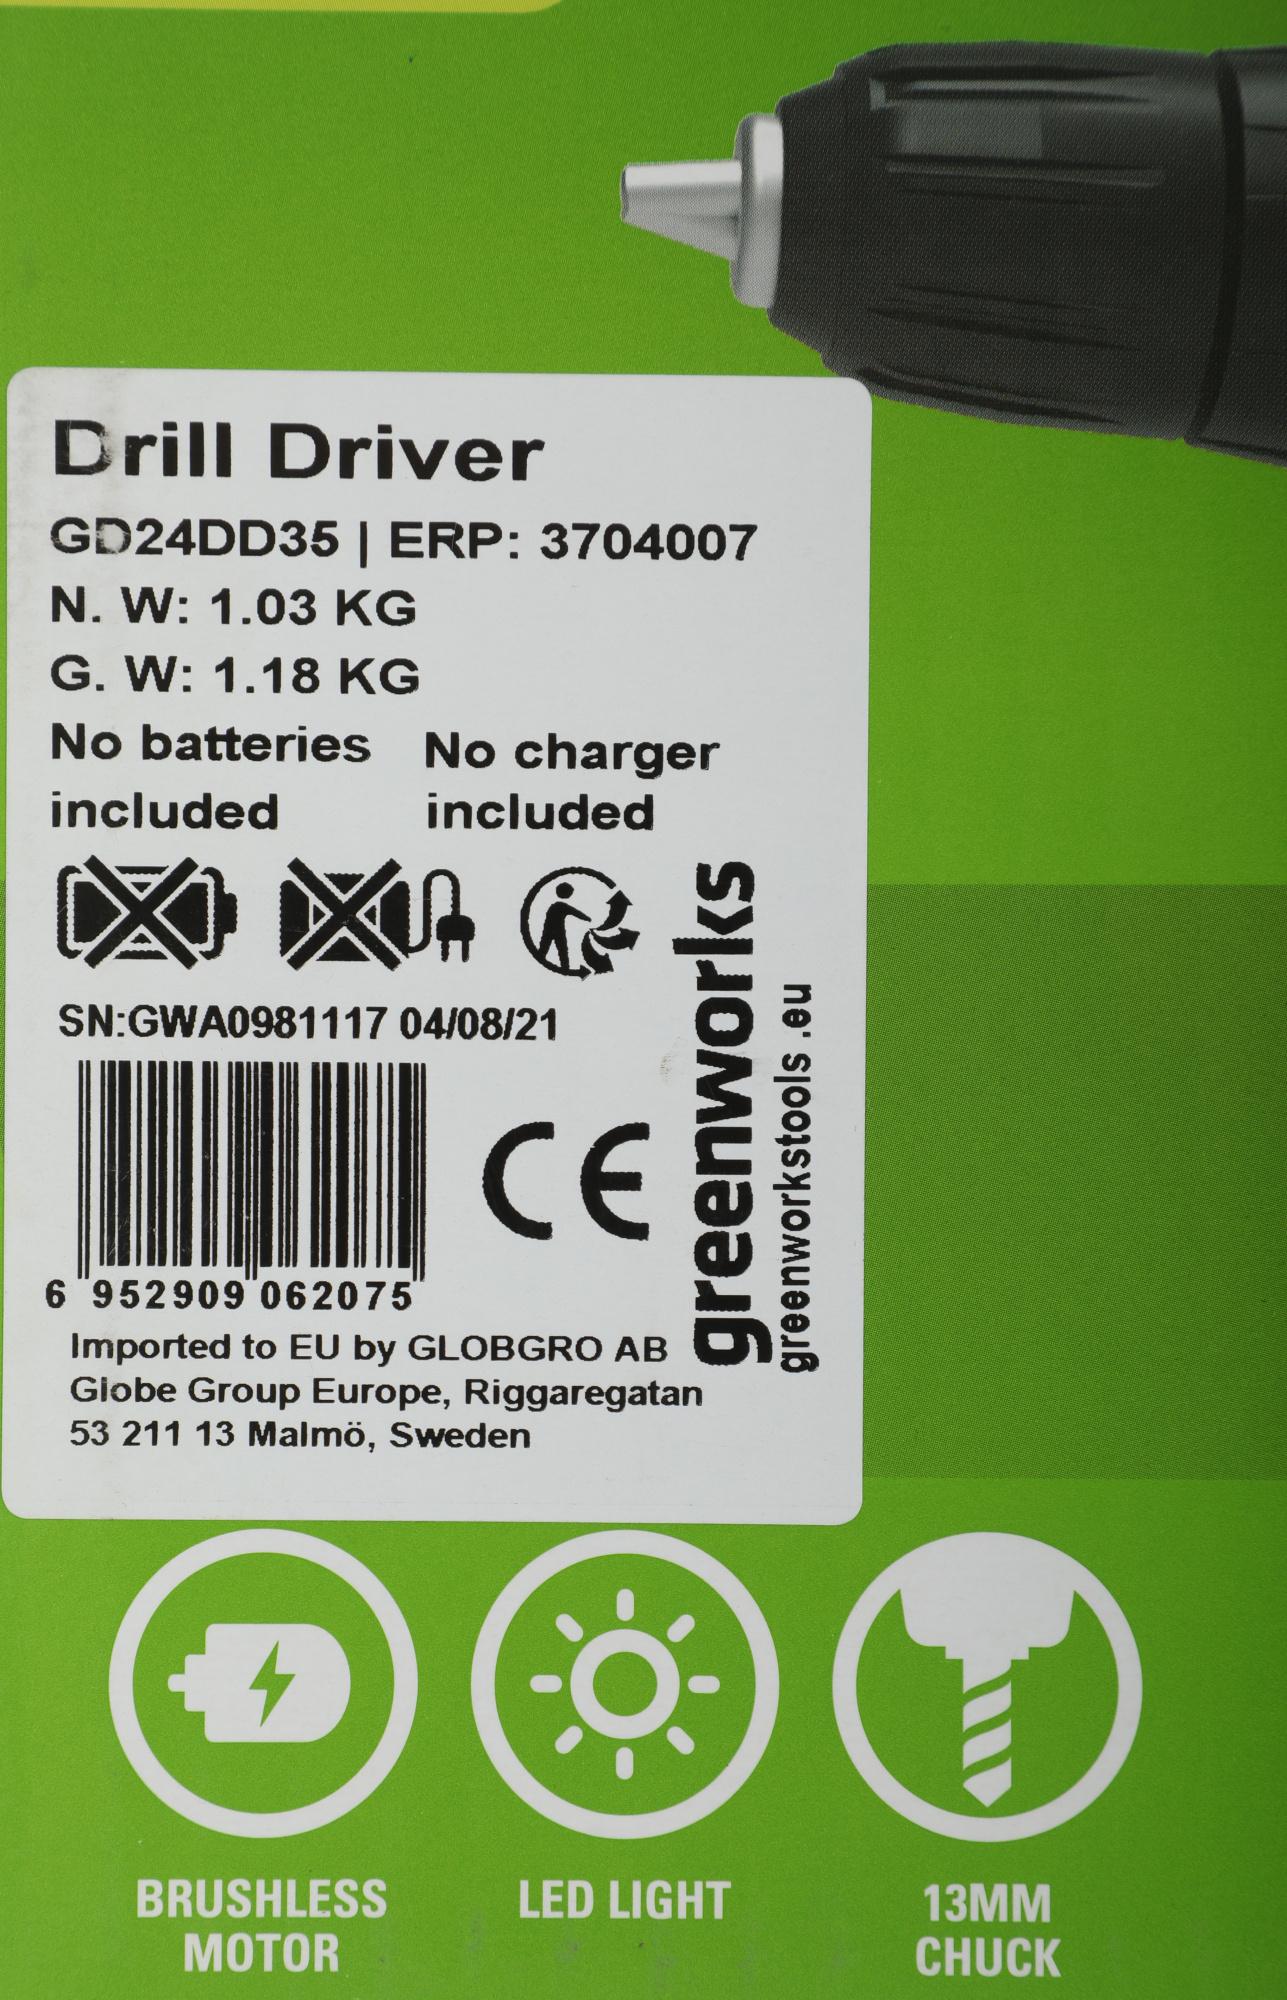 Drill Driver
GD24DD35 | ERP: 3704007
N. W: 1.03 KG
G. W: 1.18 KG
No batteries included
No charger included
SN:GWA0981117 04/08/21
6 952909 062075
CE
greenworks
greenworkstools .eu
Imported to EU by GLOBGRO AB
Globe Group Europe, Riggaregatan
53 211 13 Malmö, Sweden
BRUSHLESS
MOTOR
LED LIGHT
13MM
CHUCK